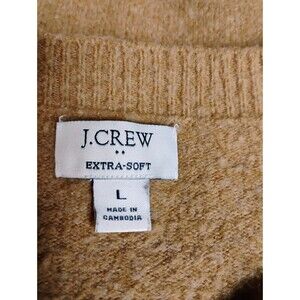 J.CREW
EXTRA-SOFT
L
MADE IN
CAMBODIA